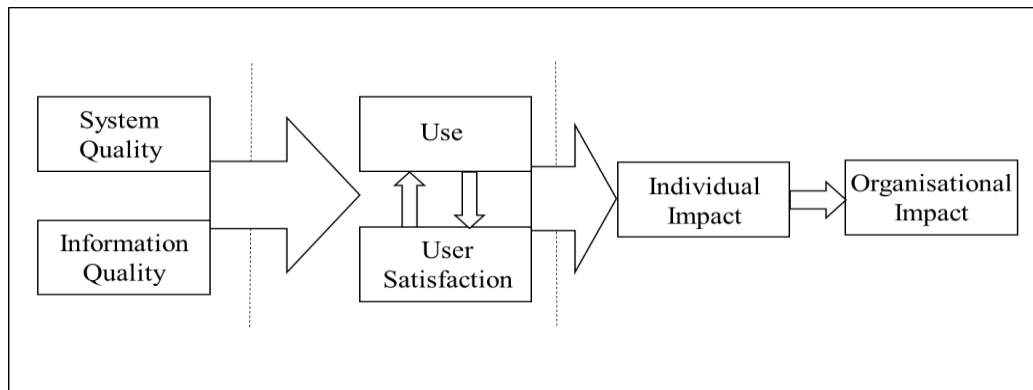 System
Quality
Information
Quality
Use
User
Satisfaction
Individual
Impact
Organisational
Impact